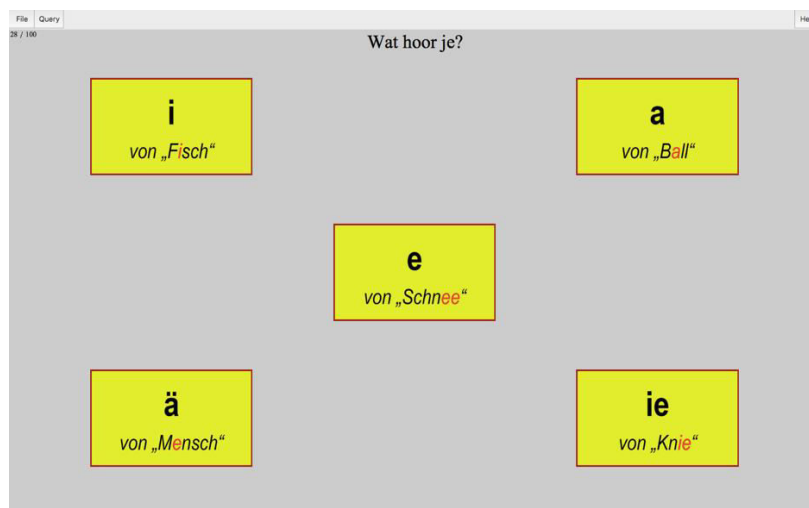 File Query He
28 / 100
Wat hoor je?
i
von „Fisch“
a
von „Ball“
e
von „Schnee“
ä
von „Mensch“
ie
von „Knie“